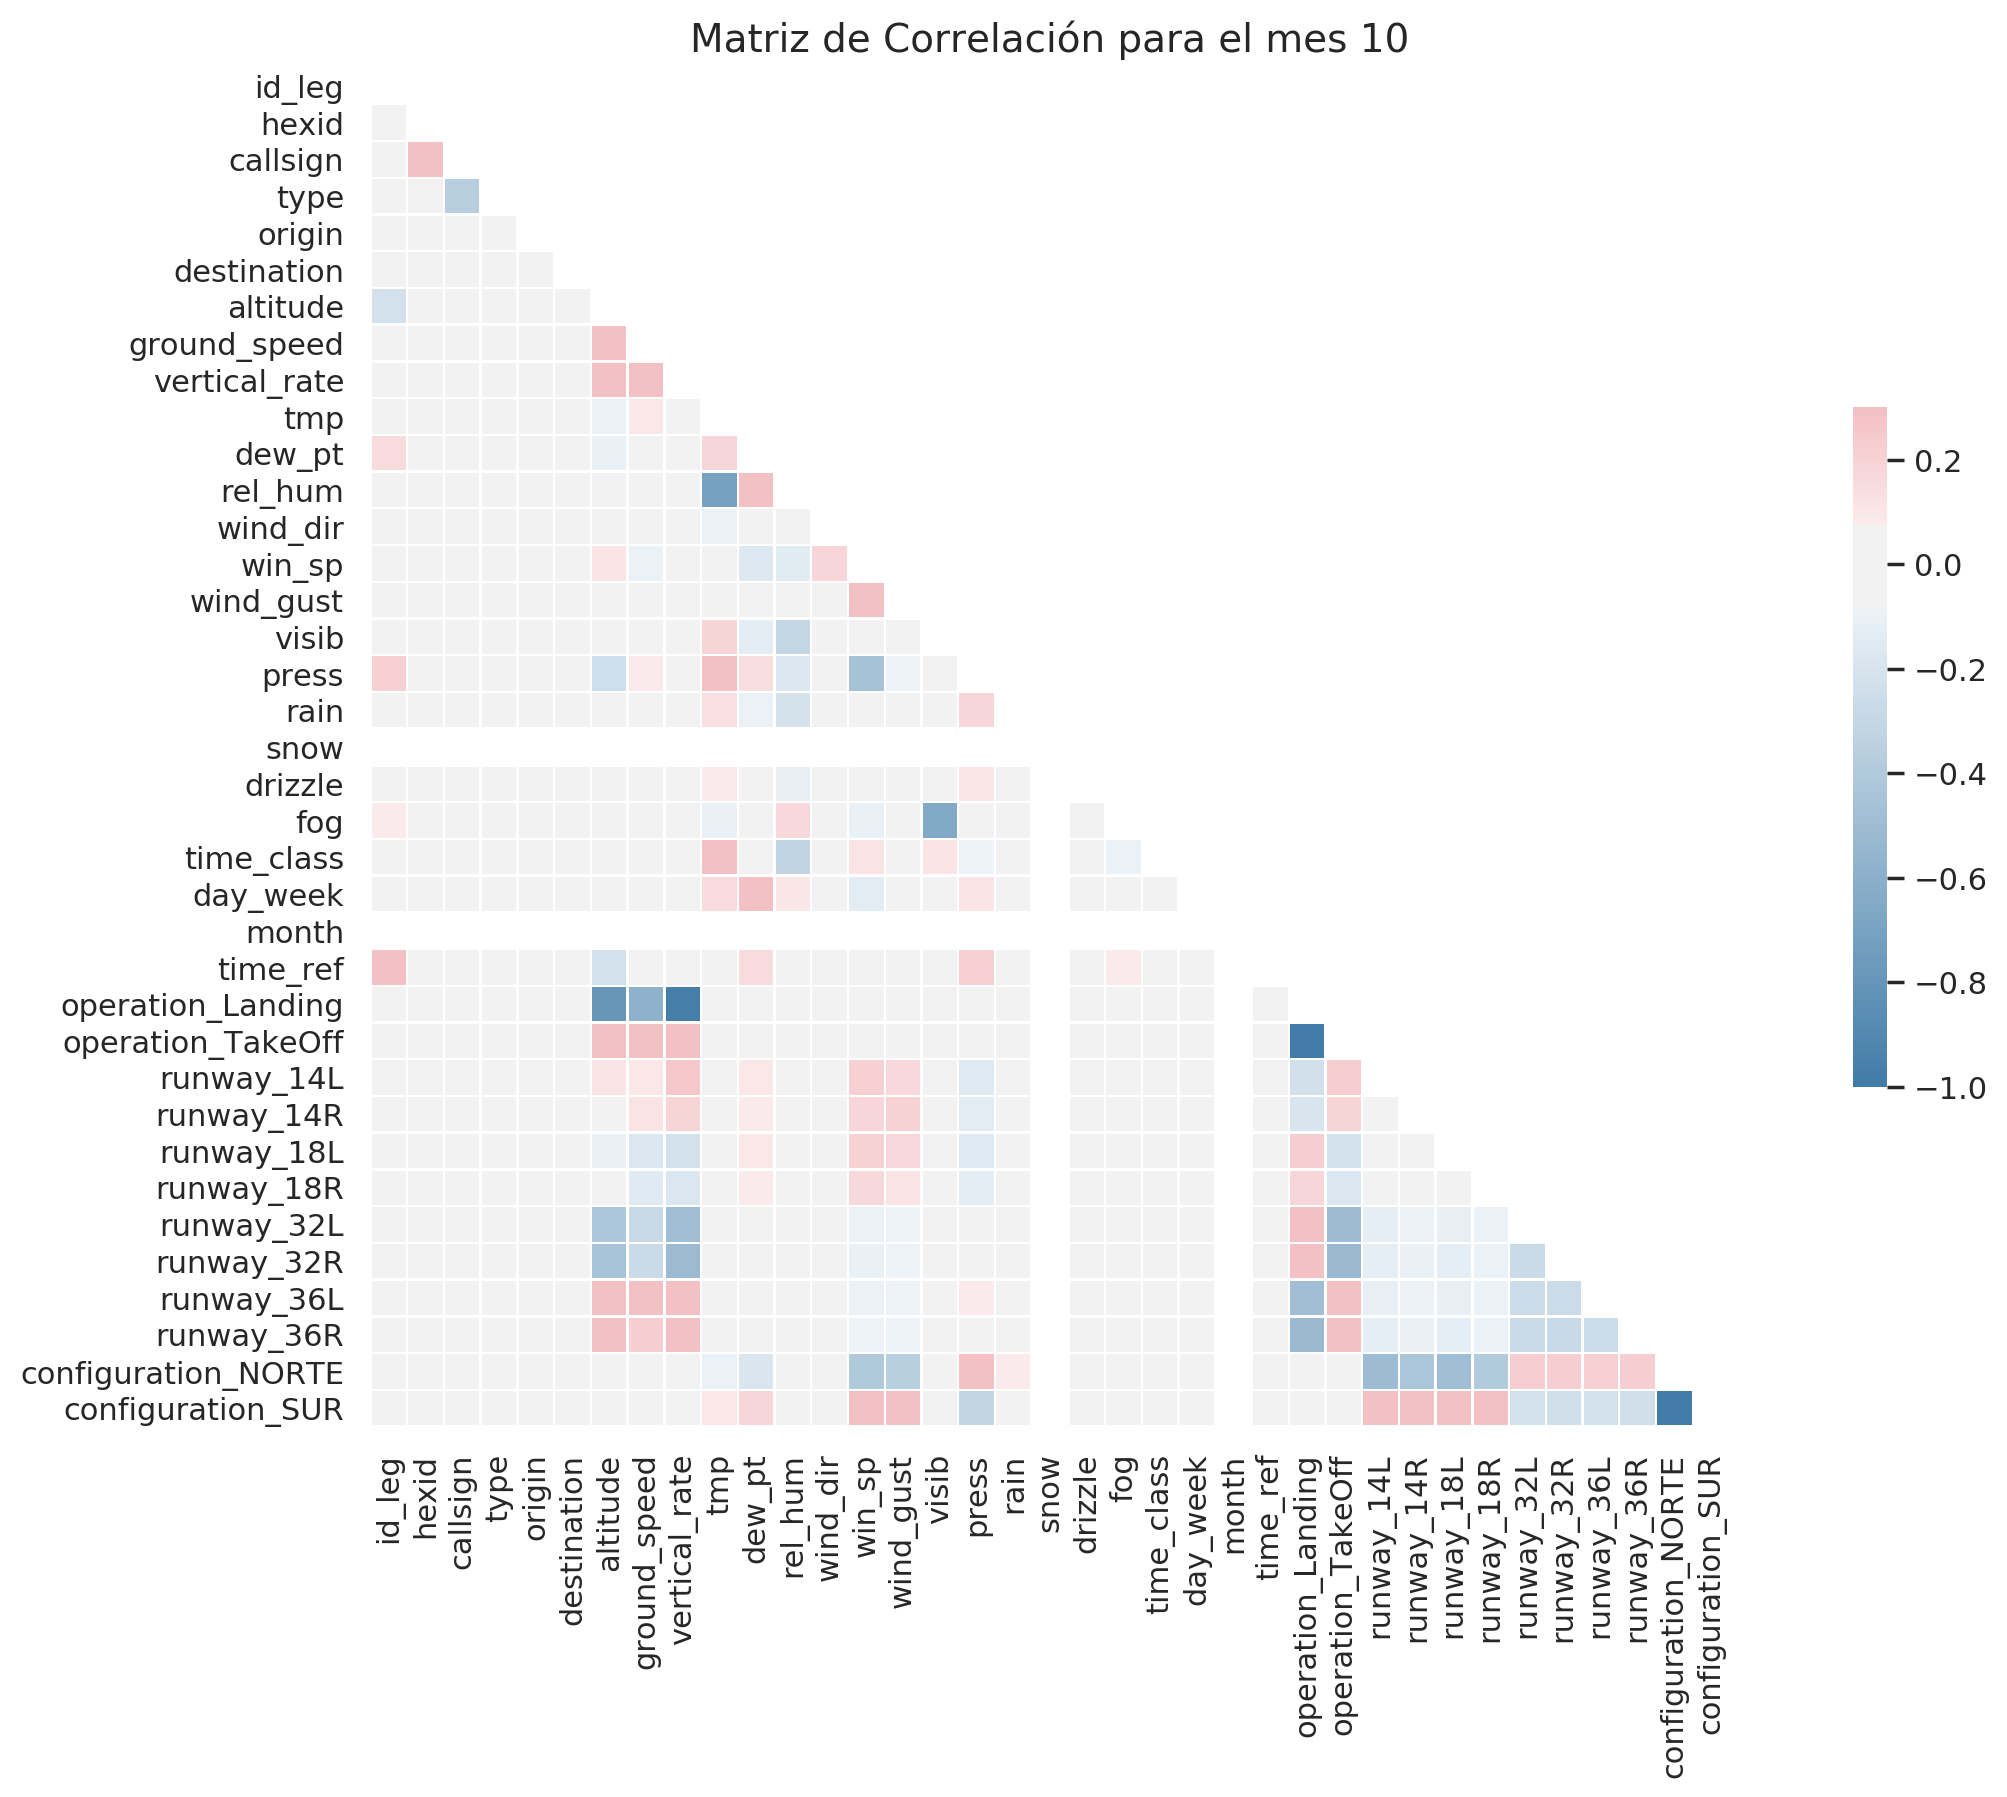 Matriz de Correlación para el mes 10
id_leg
hexid
callsign
type
origin
destination
altitude
ground_speed
vertical_rate
tmp
dew_pt
rel_hum
wind_dir
win_sp
wind_gust
visib
press
rain
snow
drizzle
fog
time_class
day_week
month
time_ref
operation_Landing
operation_TakeOff
runway_14L
runway_14R
runway_18L
runway_18R
runway_32L
runway_32R
runway_36L
runway_36R
configuration_NORTE
configuration_SUR
id_leg
hexid
callsign
type
origin
destination
altitude
ground_speed
vertical_rate
tmp
dew_pt
rel_hum
wind_dir
win_sp
wind_gust
visib
press
rain
snow
drizzle
fog
time_class
day_week
month
time_ref
operation_Landing
operation_TakeOff
runway_14L
runway_14R
runway_18L
runway_18R
runway_32L
runway_32R
runway_36L
runway_36R
configuration_NORTE
configuration_SUR
0.2
0.0
−0.2
−0.4
−0.6
−0.8
−1.0